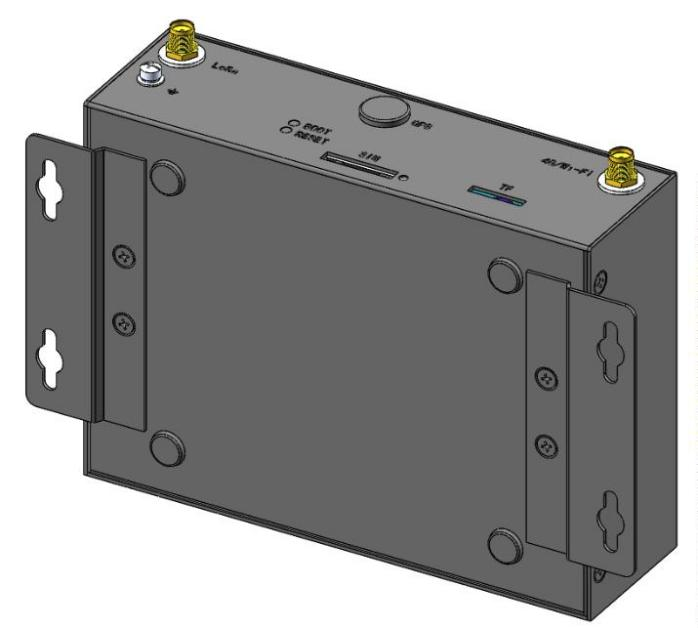 LoRa
GPS
BOOT
RESET
SIM
4G/Wi-Fi
TF